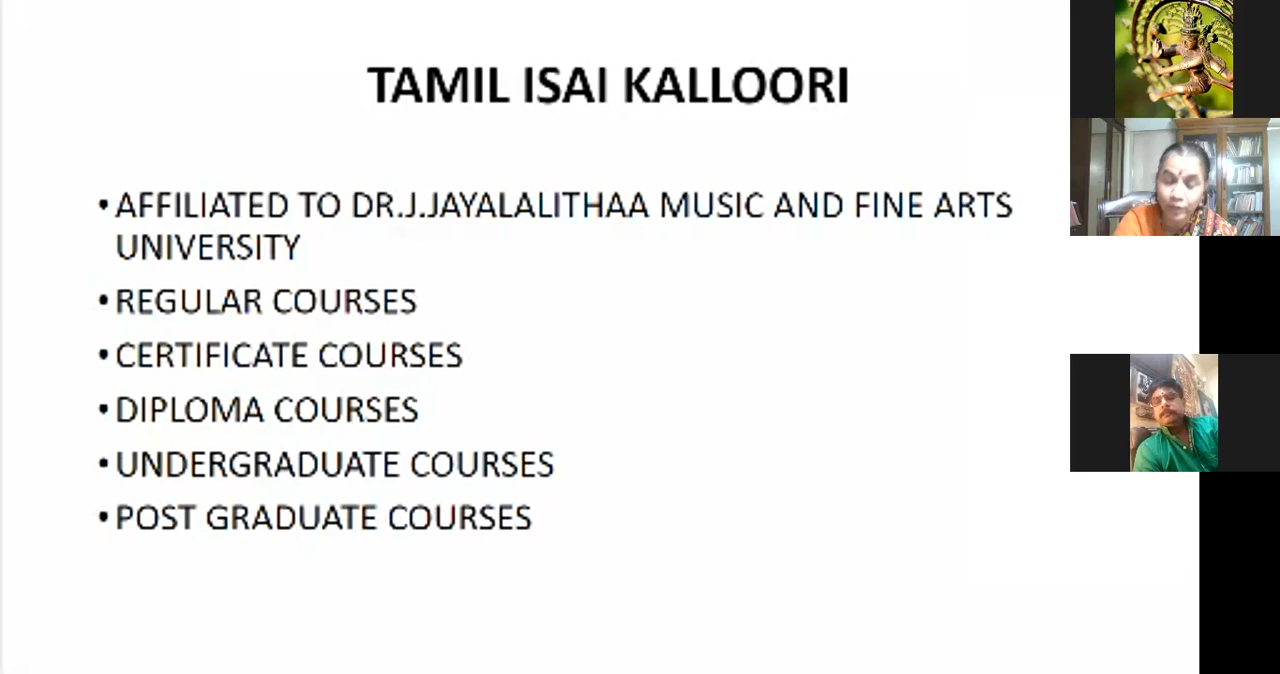 TAMIL ISAI KALLOORI
• AFFILIATED TO DR.J.JAYALALITHAA MUSIC AND FINE ARTS
UNIVERSITY
• REGULAR COURSES
• CERTIFICATE COURSES
• DIPLOMA COURSES
• UNDERGRADUATE COURSES
• POST GRADUATE COURSES